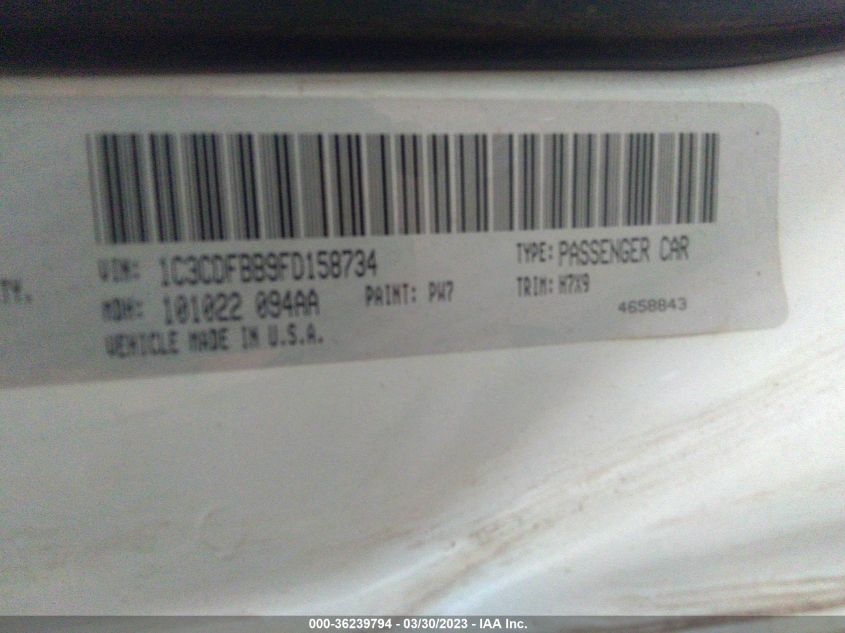 TY.
VIN: 1C3CDFBB9FD158734
TYPE: PASSENGER CAR
MDH: 101022 094AA
PAINT: PW7
TRIM: H7X9
4658843
VEHICLE MADE IN U.S.A.
000-36239794 - 03/30/2023 - IAA Inc.